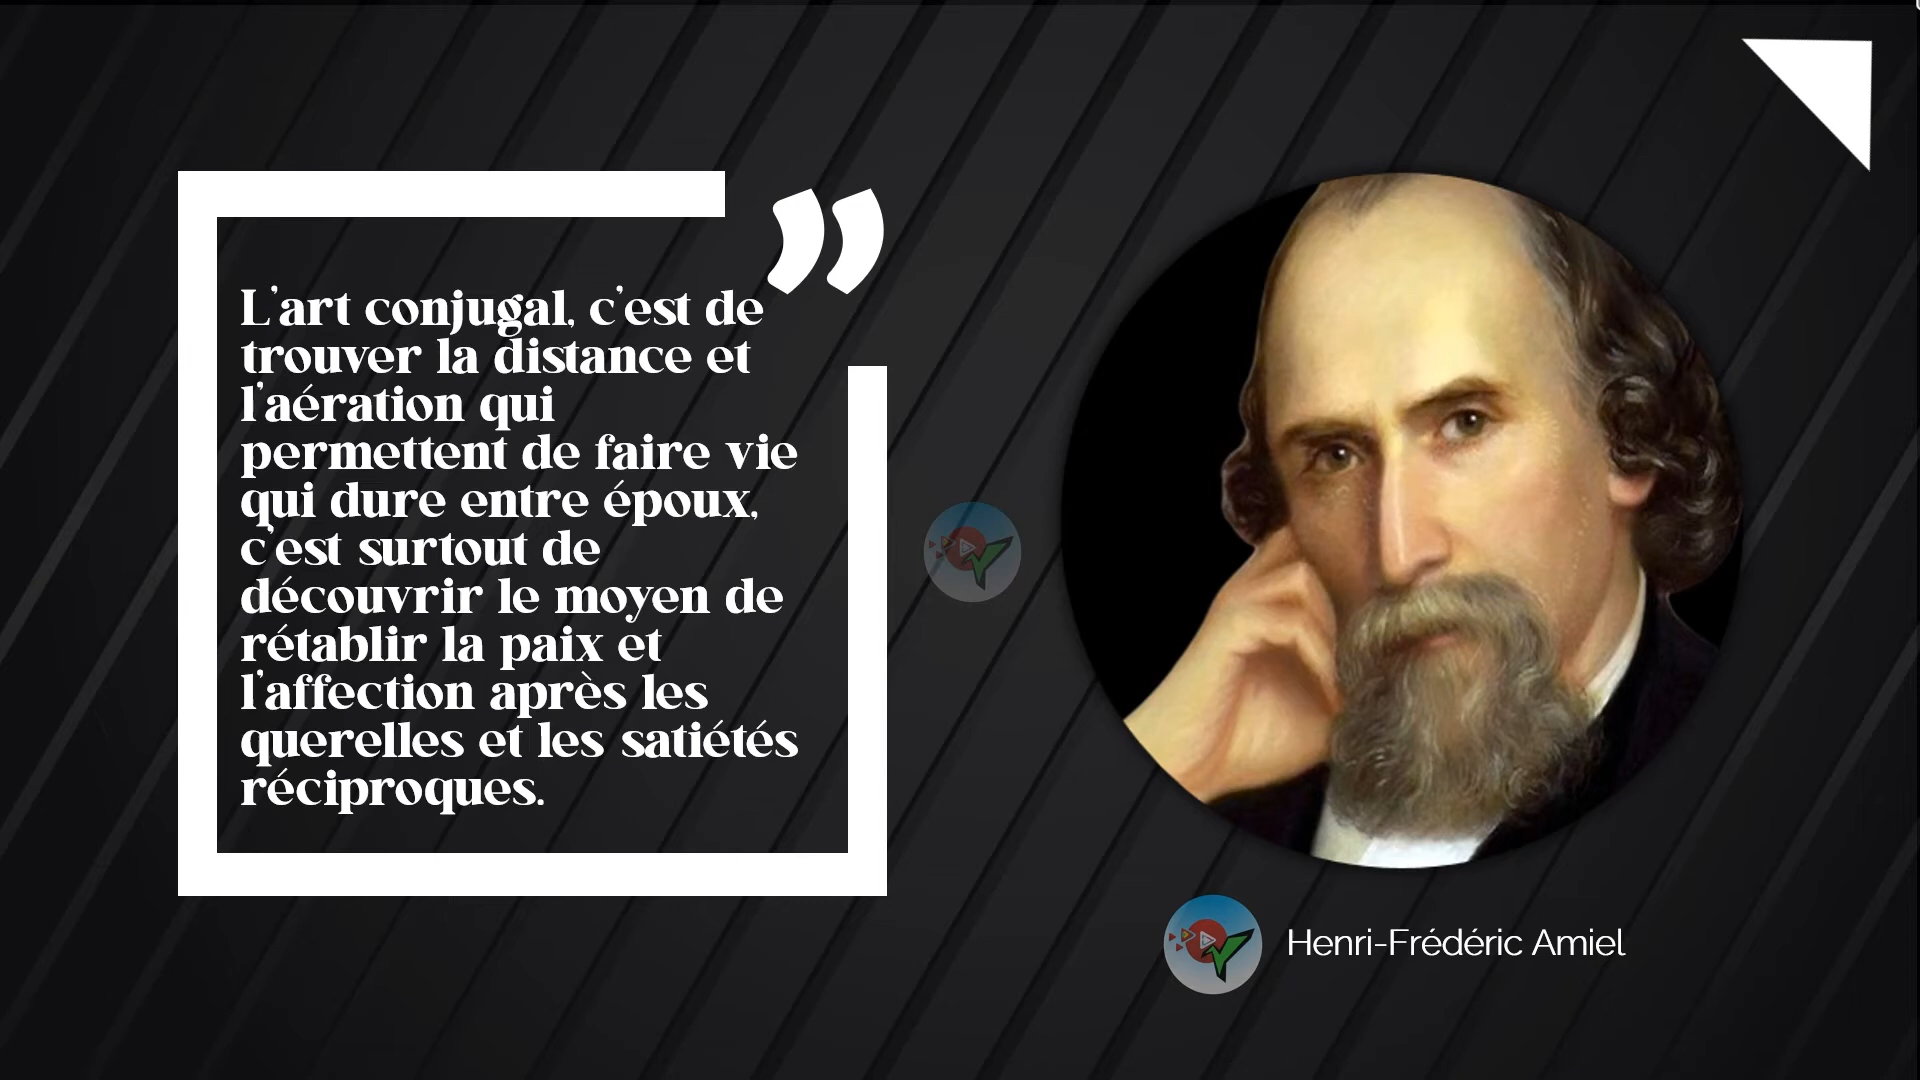 L'art conjugal, c'est de
trouver la distance et
l'aération qui
permettent de faire vie
qui dure entre époux,
c'est surtout de
découvrir le moyen de
rétablir la paix et
l'affection après les
querelles et les satiétés
réciproques.
Henri-Frédéric Amiel